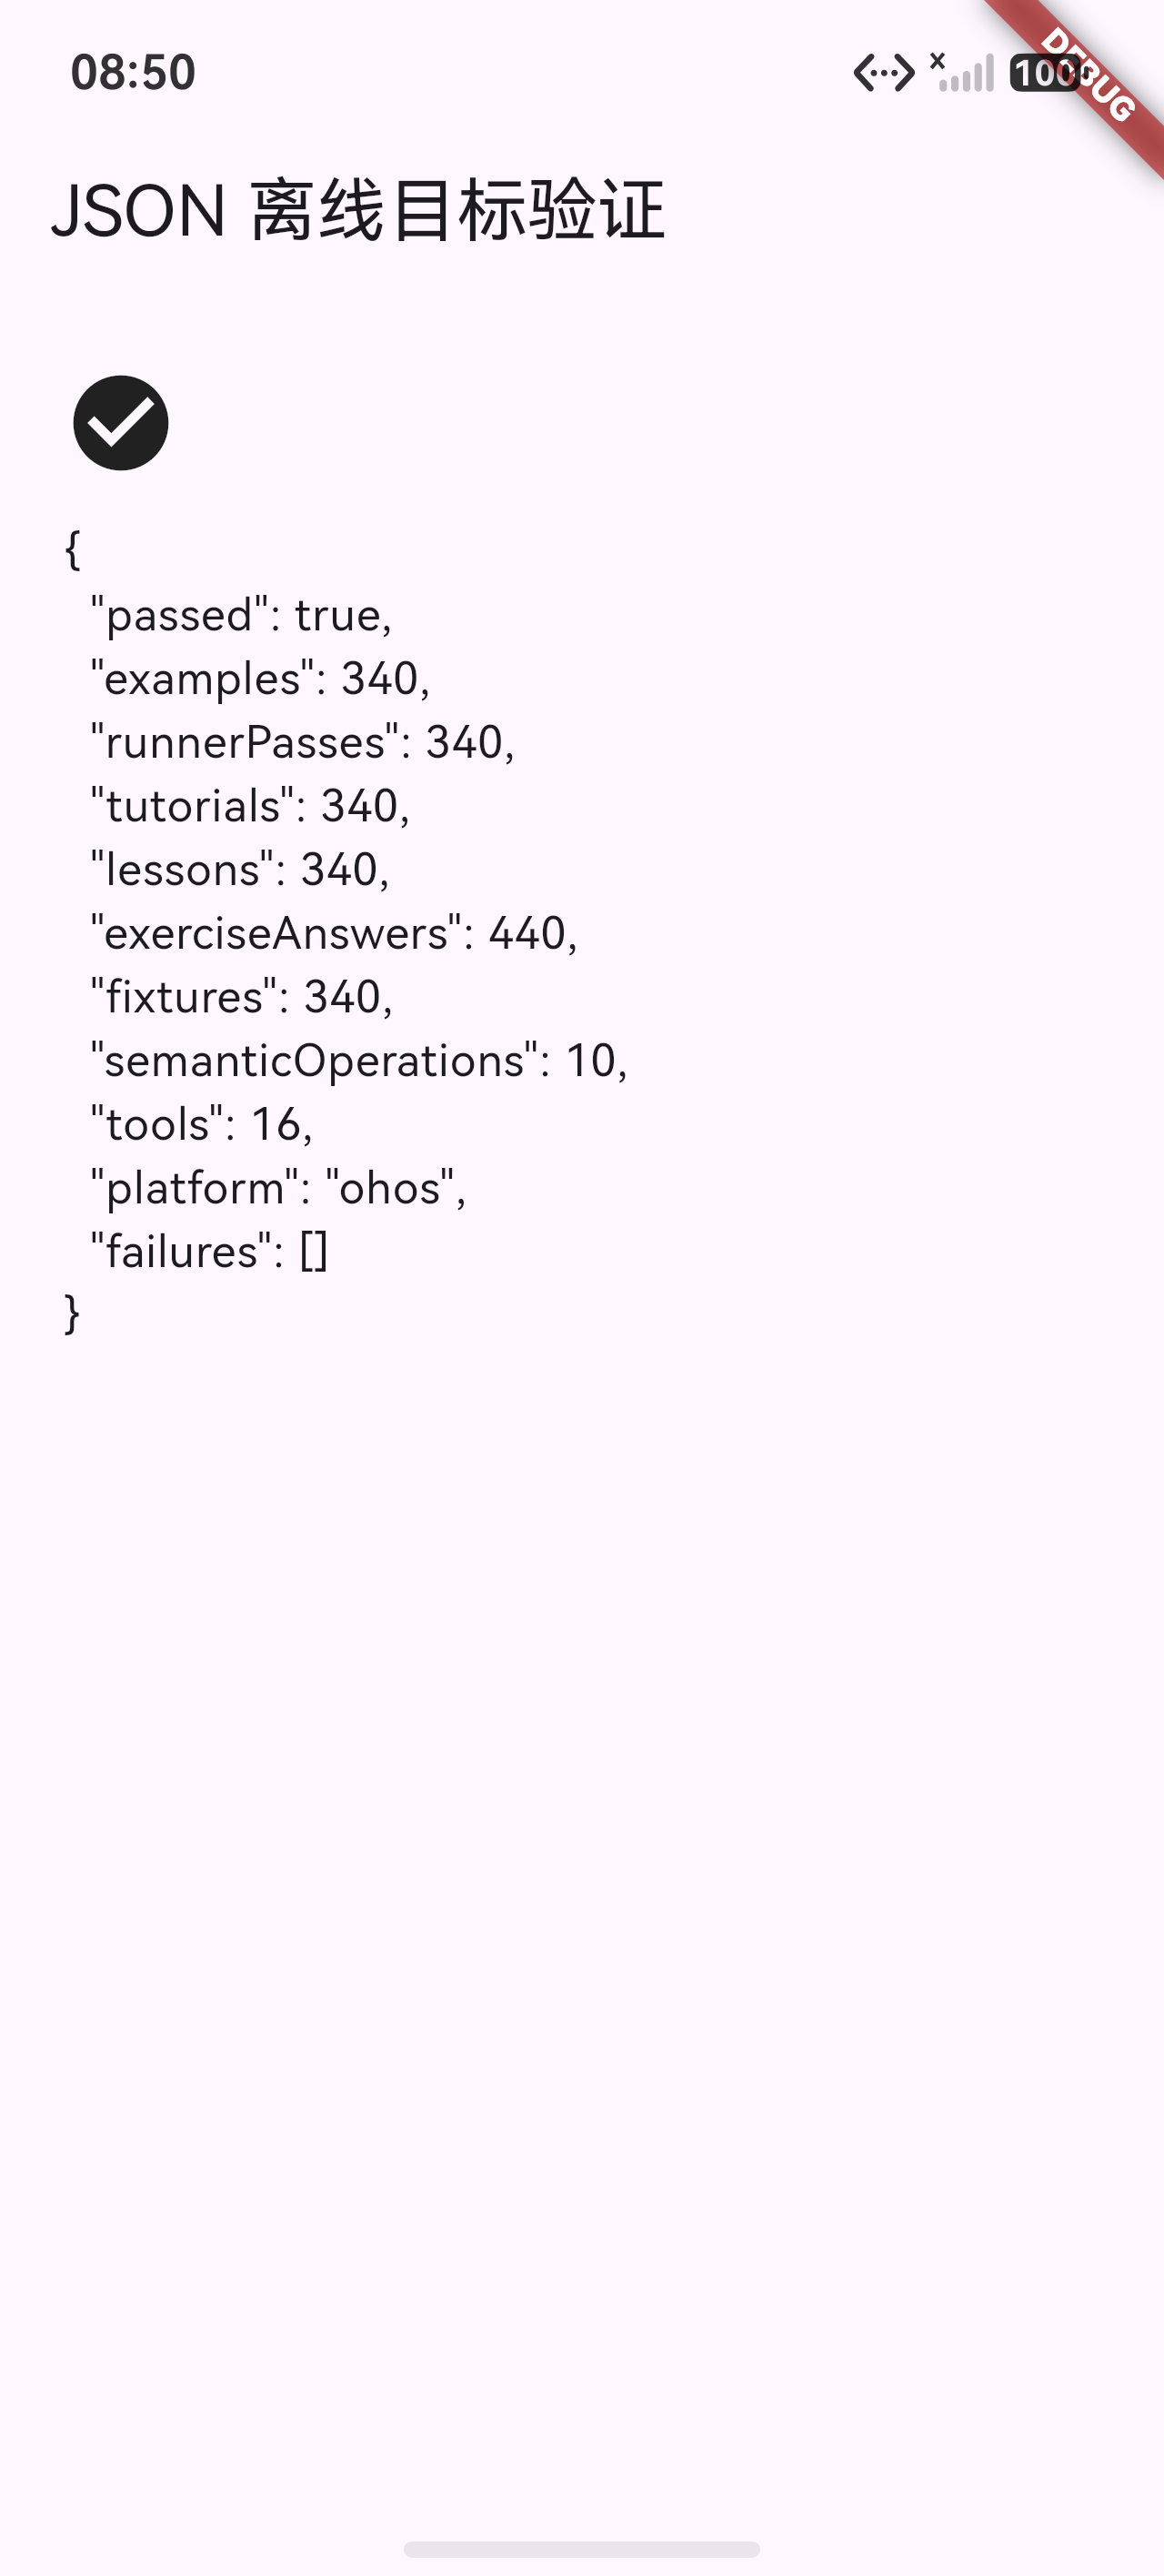 08:50
100
DEBUG
JSON 离线目标验证
{
"passed": true,
"examples": 340,
"runnerPasses": 340,
"tutorials": 340,
"lessons": 340,
"exerciseAnswers": 440,
"fixtures": 340,
"semanticOperations": 10,
"tools": 16,
"platform": "ohos",
"failures": []
}